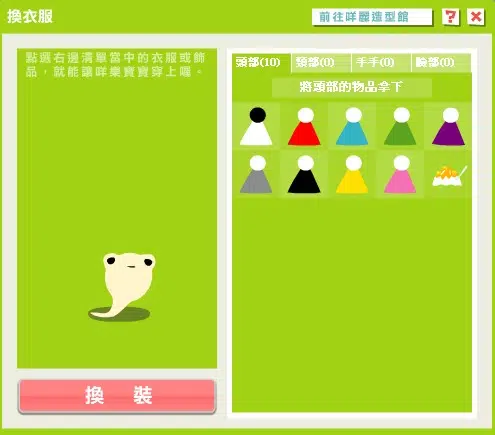 換衣服
前往咩麗造型館
點選右邊清單當中的衣服或飾
品，就能讓咩樂寶寶穿上囉。
頭部(10) 頸部(0) 手手(0) 臉部(0)
將頭部的物品拿下
換 裝